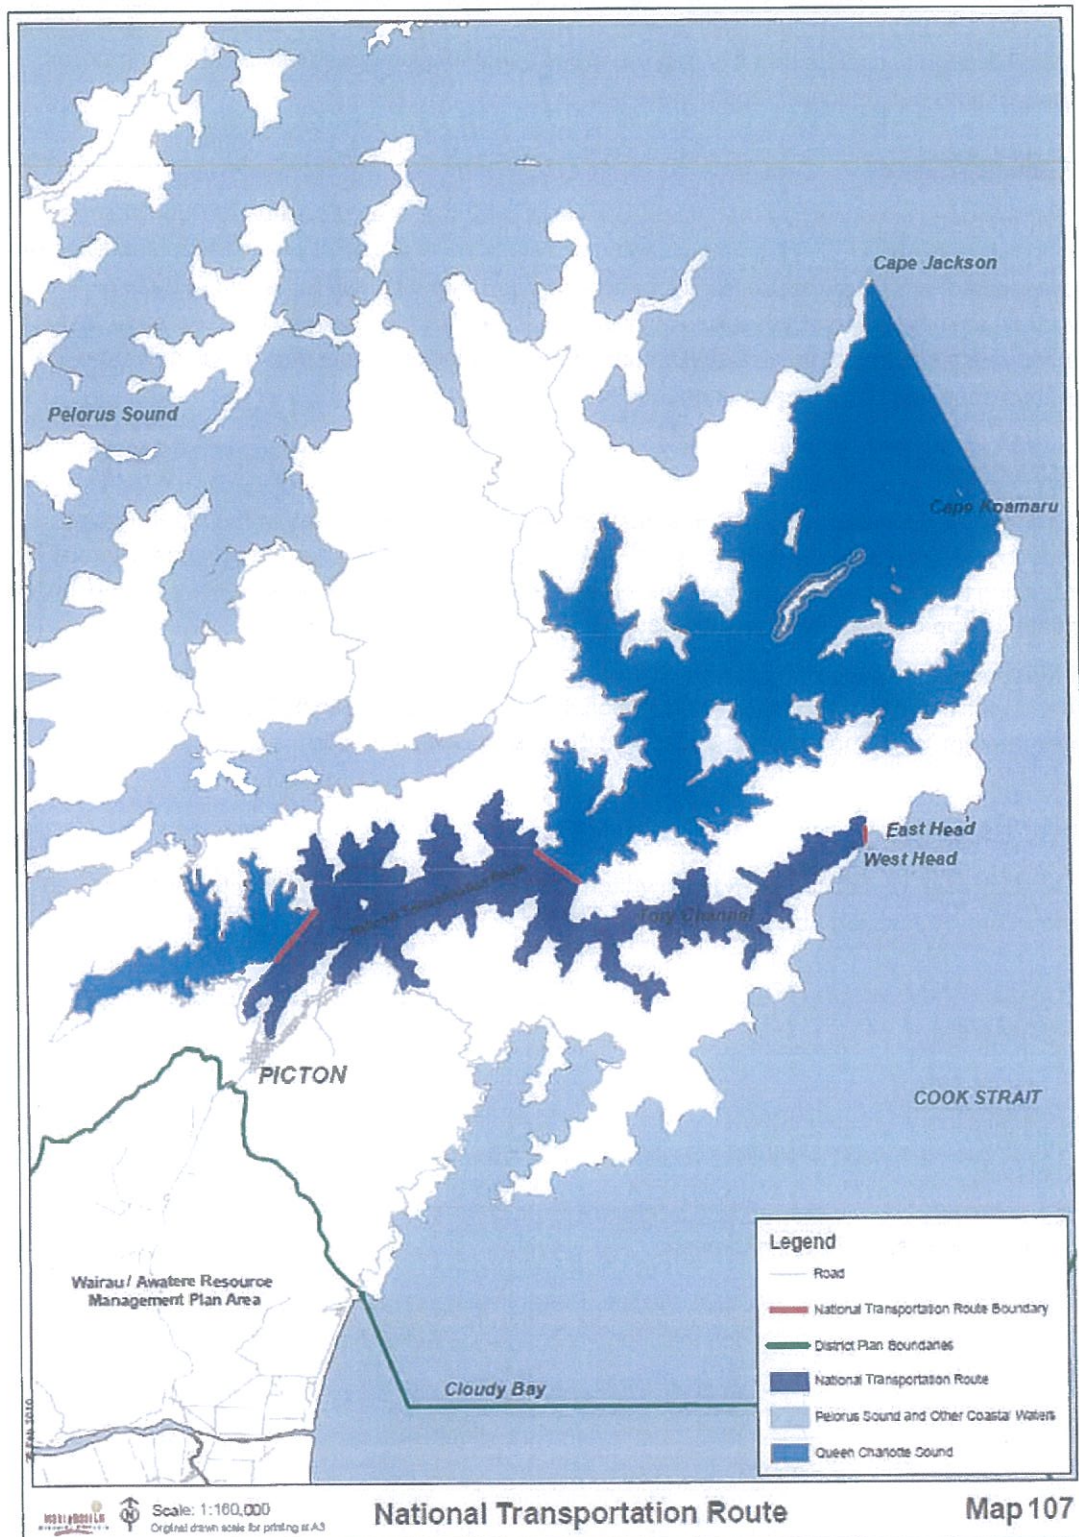 Cape Jackson
Pelorus Sound
Cape Koamaru
East Head
West Head
National Transportation Route
Tory Channel
PICTON
COOK STRAIT
Wairau / Awatere Resource
Management Plan Area
Cloudy Bay
Legend
Road
National Transportation Route Boundary
District Plan Boundaries
National Transportation Route
Pelorus Sound and Other Coastal Waters
Queen Charlotte Sound
Scale: 1:160,000
Original drawn scale for printing at A3
National Transportation Route
Map 107